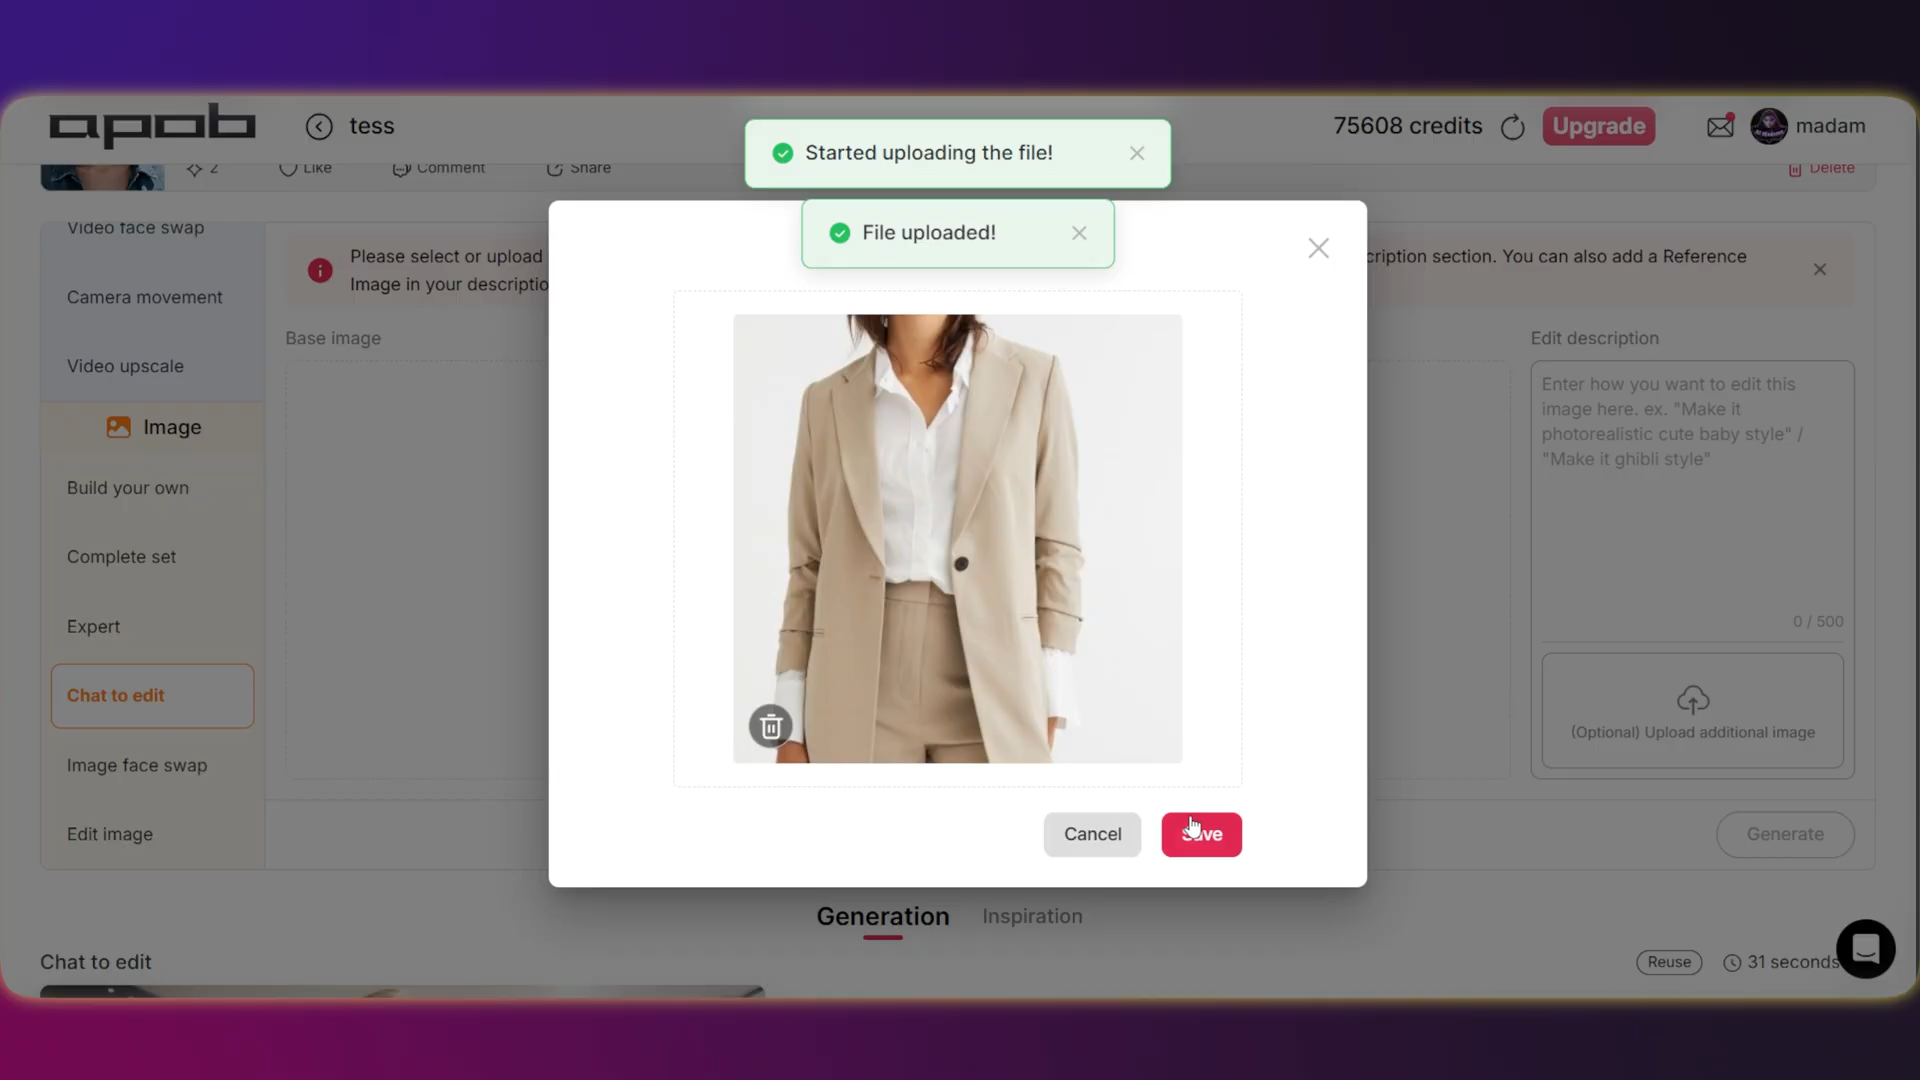 apob
tess
75608 credits
Upgrade
madam
Started uploading the file!
2
Like
Comment
Share
Delete
File uploaded!
Video face swap
Camera movement
Video upscale
Image
Build your own
Complete set
Expert
Chat to edit
Image face swap
Edit image
Please select or upload
cription section. You can also add a Reference
Image in your descriptio
Base image
Edit description
Enter how you want to edit this
image here. ex. "Make it
photorealistic cute baby style" /
"Make it ghibli style"
0 / 500
(Optional) Upload additional image
Cancel
Save
Generate
Generation
Inspiration
Chat to edit
Reuse
31 seconds